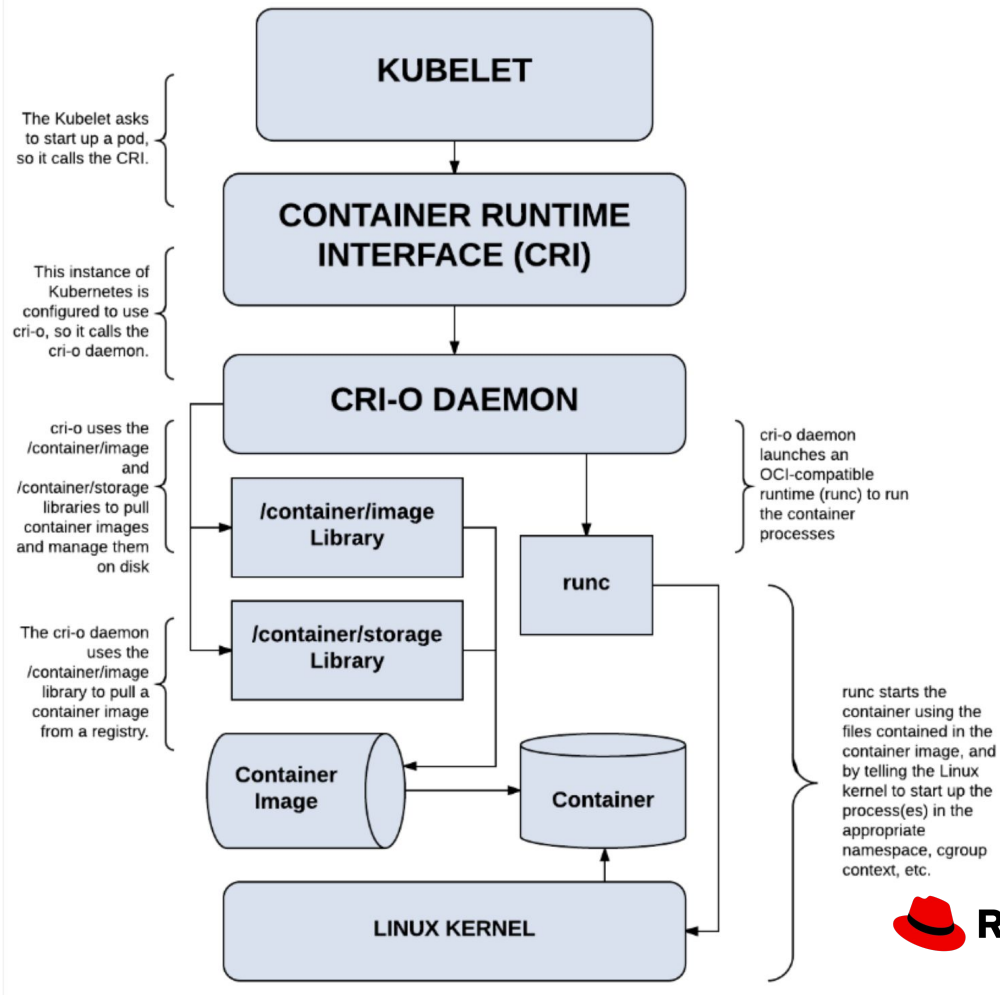 KUBELET
The Kubelet asks
to start up a pod,
so it calls the CRI.
CONTAINER RUNTIME
INTERFACE (CRI)
This instance of
Kubernetes is
configured to use
cri-o, so it calls the
cri-o daemon.
CRI-O DAEMON
cri-o uses the
/container/image
and
/container/storage
libraries to pull
container images
and manage them
on disk
cri-o daemon
launches an
OCI-compatible
runtime (runc) to run
the container
processes
/container/image
Library
runc
/container/storage
Library
The cri-o daemon
uses the
/container/image
library to pull a
container image
from a registry.
runc starts the
container using the
files contained in the
container image, and
by telling the Linux
kernel to start up the
process(es) in the
appropriate
namespace, cgroup
context, etc.
Container
Image
Container
LINUX KERNEL
R